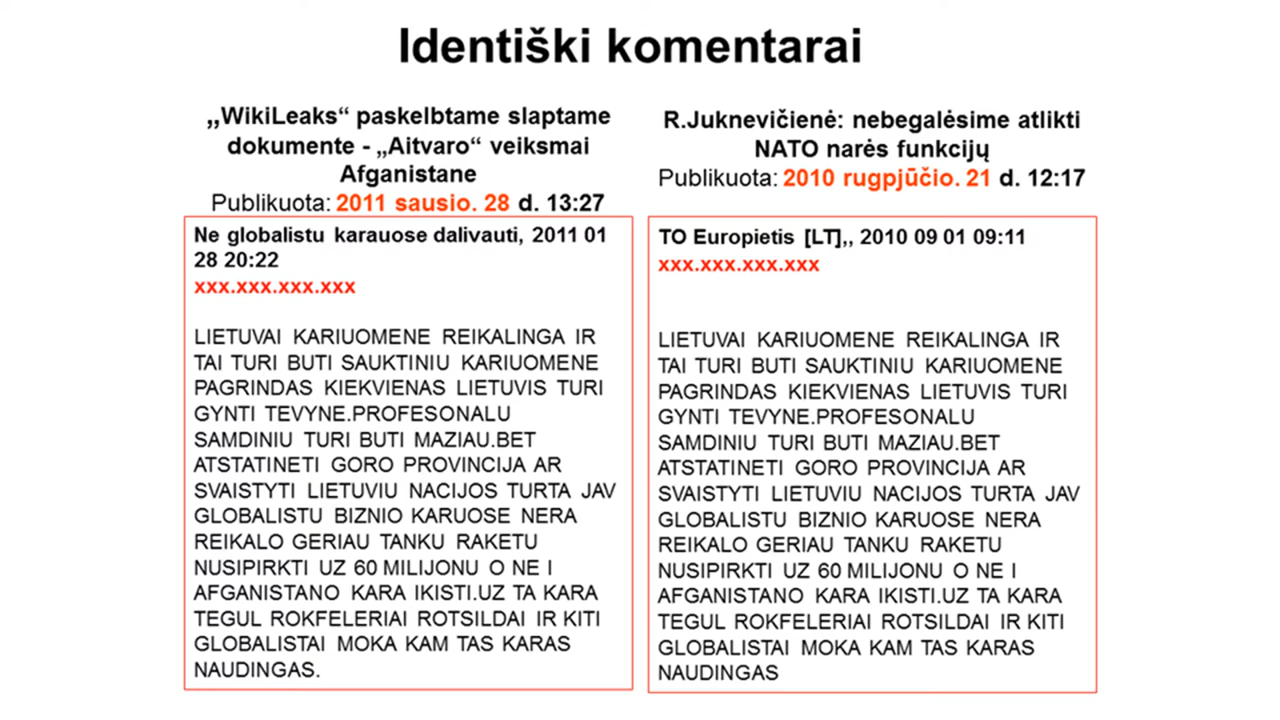 Identiški komentarai
„WikiLeaks“ paskelbtame slaptame
dokumente - „Aitvaro“ veiksmai
Afganistane
Publikuota: 2011 sausio. 28 d. 13:27
Ne globalistu karauose dalivauti, 2011 01
28 20:22
xxx.xxx.xxx.xxx
LIETUVAI KARIUOMENE REIKALINGA IR
TAI TURI BUTI SAUKTINIU KARIUOMENE
PAGRINDAS KIEKVIENAS LIETUVIS TURI
GYNTI TEVYNE.PROFESONALU
SAMDINIU TURI BUTI MAZIAU.BET
ATSTATINETI GORO PROVINCIJA AR
SVAISTYTI LIETUVIU NACIJOS TURTA JAV
GLOBALISTU BIZNIO KARUOSE NERA
REIKALO GERIAU TANKU RAKETU
NUSIPIRKTI UZ 60 MILIJONU O NE I
AFGANISTANO KARA IKISTI.UZ TA KARA
TEGUL ROKFELERIAI ROTSILDAI IR KITI
GLOBALISTAI MOKA KAM TAS KARAS
NAUDINGAS.
R.Juknevičienė: nebegalėsime atlikti
NATO narės funkcijų
Publikuota: 2010 rugpjūčio. 21 d. 12:17
TO Europietis [LT],, 2010 09 01 09:11
xxx.xxx.xxx.xxx
LIETUVAI KARIUOMENE REIKALINGA IR
TAI TURI BUTI SAUKTINIU KARIUOMENE
PAGRINDAS KIEKVIENAS LIETUVIS TURI
GYNTI TEVYNE.PROFESONALU
SAMDINIU TURI BUTI MAZIAU.BET
ATSTATINETI GORO PROVINCIJA AR
SVAISTYTI LIETUVIU NACIJOS TURTA JAV
GLOBALISTU BIZNIO KARUOSE NERA
REIKALO GERIAU TANKU RAKETU
NUSIPIRKTI UZ 60 MILIJONU O NE I
AFGANISTANO KARA IKISTI.UZ TA KARA
TEGUL ROKFELERIAI ROTSILDAI IR KITI
GLOBALISTAI MOKA KAM TAS KARAS
NAUDINGAS